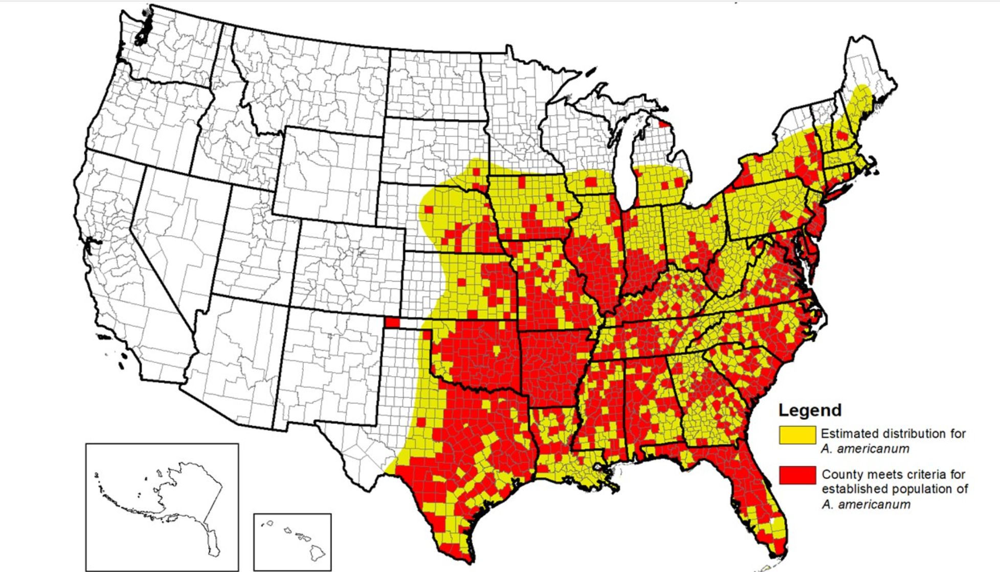 Legend
Estimated distribution for
A. americanum
County meets criteria for
established population of
A. americanum